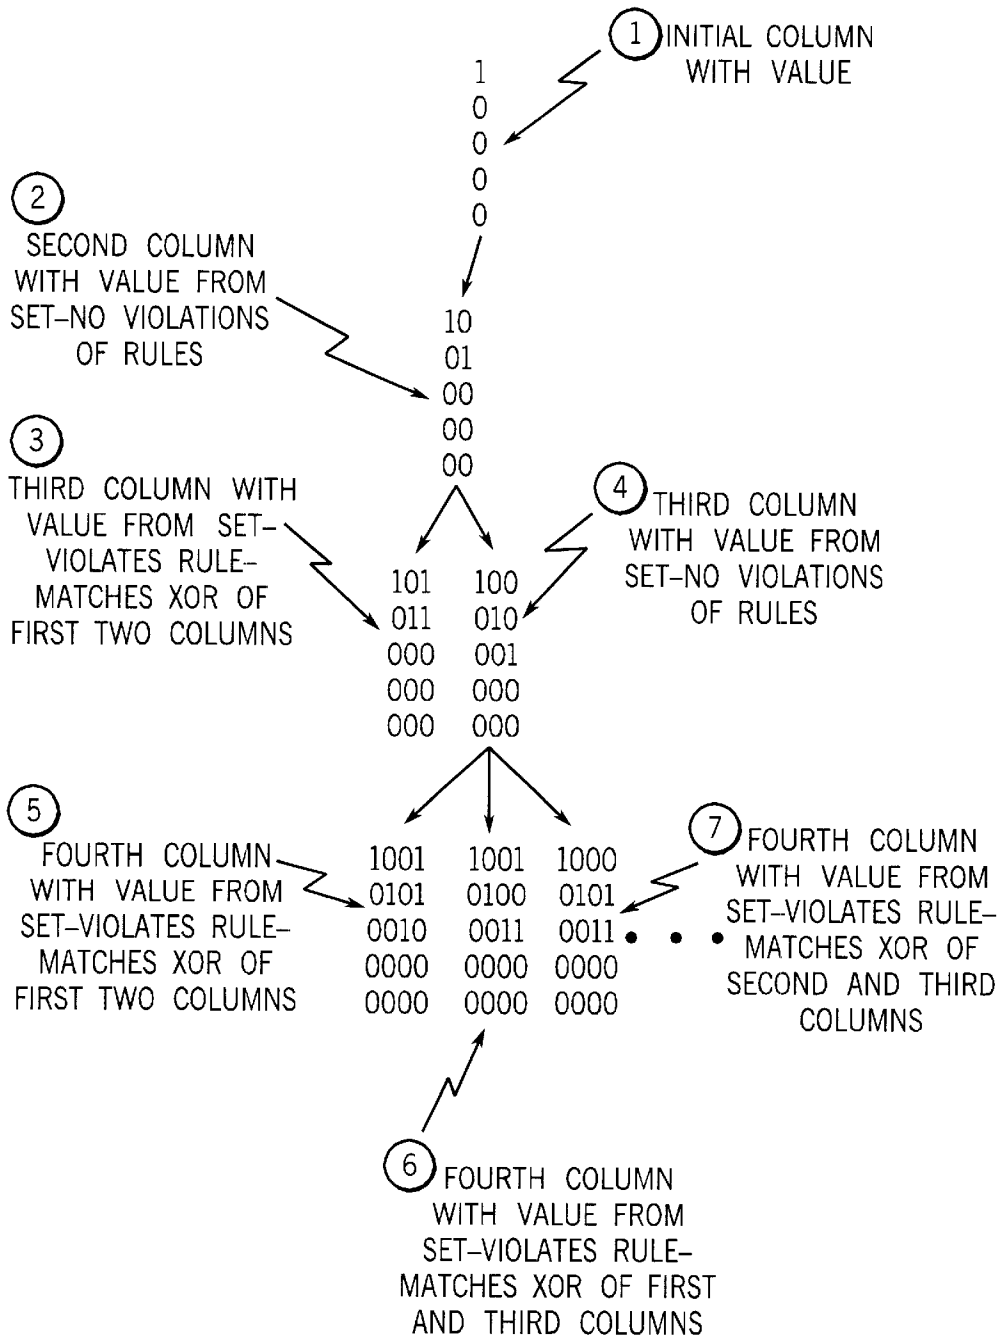 1
INITIAL COLUMN
WITH VALUE
1
0
0
0
0
2
SECOND COLUMN
WITH VALUE FROM
SET–NO VIOLATIONS
OF RULES
10
01
00
00
00
3
THIRD COLUMN WITH
VALUE FROM SET–
VIOLATES RULE–
MATCHES XOR OF
FIRST TWO COLUMNS
4
THIRD COLUMN
WITH VALUE FROM
SET–NO VIOLATIONS
OF RULES
101 100
011 010
000 001
000 000
000 000
5
FOURTH COLUMN
WITH VALUE FROM
SET–VIOLATES RULE–
MATCHES XOR OF
FIRST TWO COLUMNS
1001 1001 1000
0101 0100 0101
0010 0011 0011 • • •
0000 0000 0000
0000 0000 0000
7
FOURTH COLUMN
WITH VALUE FROM
SET–VIOLATES RULE–
MATCHES XOR OF
SECOND AND THIRD
COLUMNS
6
FOURTH COLUMN
WITH VALUE FROM
SET–VIOLATES RULE–
MATCHES XOR OF FIRST
AND THIRD COLUMNS